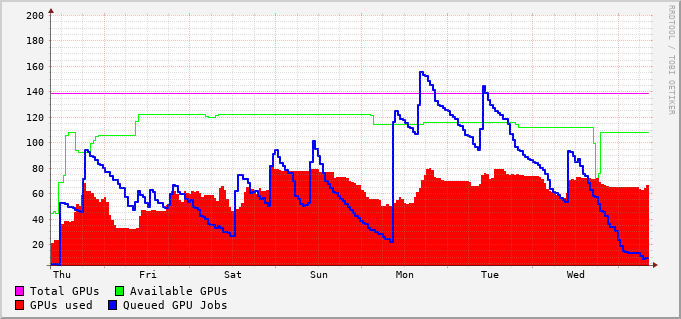 200
180
160
140
120
100
80
60
40
20
Thu Fri Sat Sun Mon Tue Wed
Total GPUs Available GPUs
GPUs used Queued GPU Jobs
RRDTOOL / TOBI OETIKER